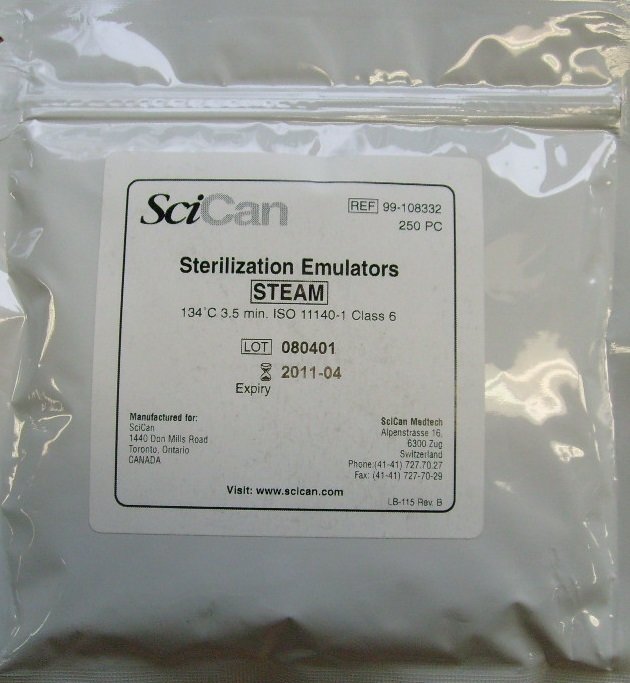 SciCan
REF 99-108332
250 PC
Sterilization Emulators
STEAM
134°C 3.5 min. ISO 11140-1 Class 6
LOT 080401
2011-04
Expiry
Manufactured for:
SciCan
1440 Don Mills Road
Toronto, Ontario
CANADA
SciCan Medtech
Alpenstrasse 16,
6300 Zug
Switzerland
Phone:(41-41) 727.70.27
Fax: (41-41) 727-70-29
Visit: www.scican.com
LB-115 Rev. B